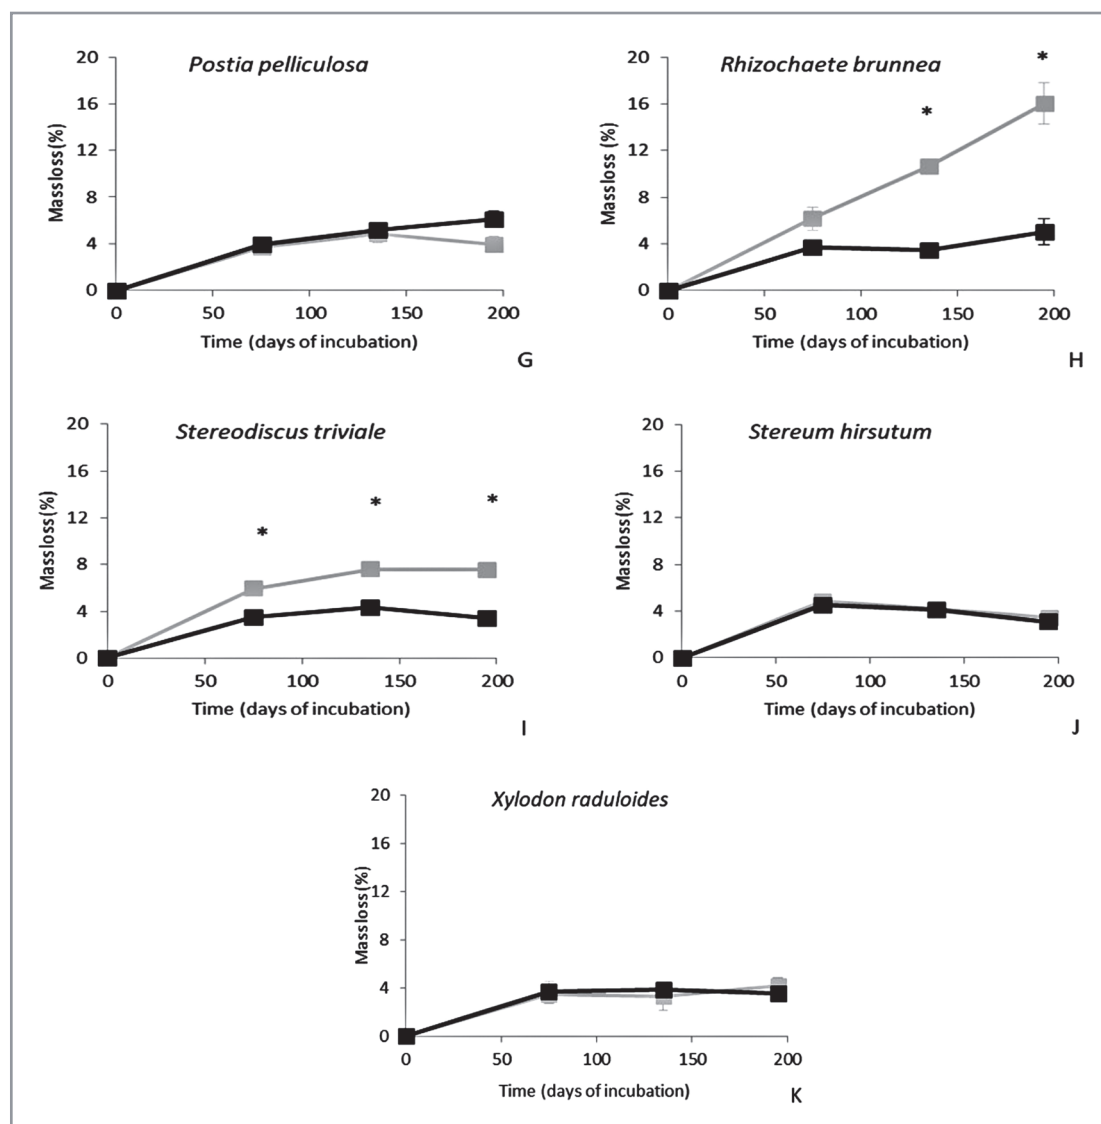 Postia pelliculosa
Massloss(%)
20
16
12
8
4
0
0 50 100 150 200
Time (days of incubation)
G
Rhizochaete brunnea
Massloss (%)
20
16
12
8
4
0
* *
0 50 100 150 200
Time (days of incubation)
H
Stereodiscus triviale
Massloss(%)
20
16
12
8
4
0
* * *
0 50 100 150 200
Time (days of incubation)
I
Stereum hirsutum
Massloss(%)
20
16
12
8
4
0
0 50 100 150 200
Time (days of incubation)
J
Xylodon raduloides
Massloss(%)
20
16
12
8
4
0
0 50 100 150 200
Time (days of incubation)
K